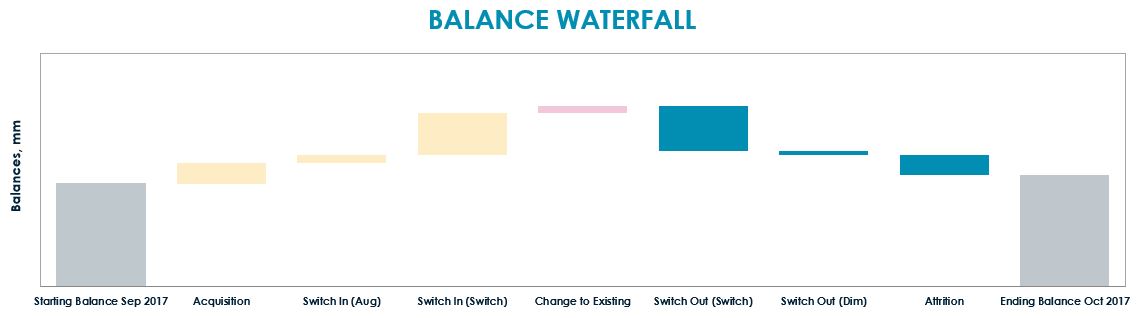 BALANCE WATERFALL
Balances, mm
Starting Balance Sep 2017
Acquisition
Switch In (Aug)
Switch In (Switch)
Change to Existing
Switch Out (Switch)
Switch Out (Dim)
Attrition
Ending Balance Oct 2017